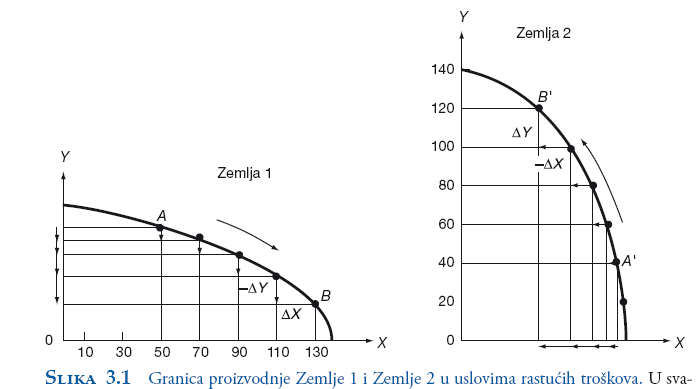 Y
Zemlja 2
140
B'
120
ΔY
100
–ΔX
80
60
40
A'
20
0
X
Y
Zemlja 1
A
–ΔY
B
ΔX
0
10 30 50 70 90 110 130
X
SLIKA 3.1 Granica proizvodnje Zemlje 1 i Zemlje 2 u uslovima rastućih troškova. U sva-